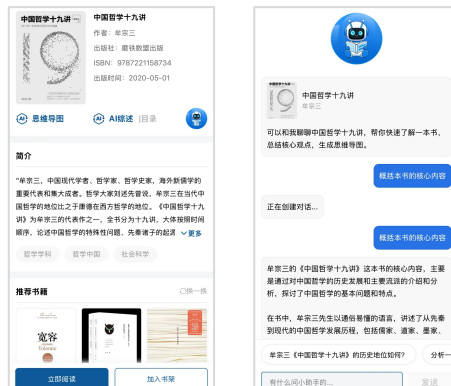 中国哲学十九讲
中国哲学十九讲
作者：牟宗三
出版社：磨铁数盟出版
ISBN：9787221158734
出版时间：2020-05-01
思维导图
AI综述
|目录
简介
“牟宗三，中国现代学者、哲学家、哲学史家，海外新儒学的
重要代表和集大成者。哲学大家刘述先曾说，牟宗三在当代中
国哲学的地位比之于康德在西方哲学的地位。《中国哲学十九
讲》为牟宗三的代表作之一，全书分为十九讲，大体按照时间
顺序，论述中国哲学的特殊性问题，先秦诸子的起源
更多
哲学学科
哲学中国
社会科学
推荐书籍
换一换
宽容
Tolerance
立即阅读
加入书架
中国哲学十九讲
中国哲学十九讲
牟宗三
可以和我聊聊中国哲学十九讲，帮你快速了解一本书，
总结核心观点，生成思维导图。
概括本书的核心内容
正在创建对话...
概括本书的核心内容
牟宗三的《中国哲学十九讲》这本书的核心内容，主要
是通过对中国哲学的历史发展和主要流派的介绍和分
析，探讨了中国哲学的基本问题和特点。
在书中，牟宗三先生以通俗易懂的语言，讲述了从先秦
到现代的中国哲学发展历程，包括儒家、道家、墨家、
牟宗三《中国哲学十九讲》的历史地位如何？
分析一
有什么问小助手的...
发送